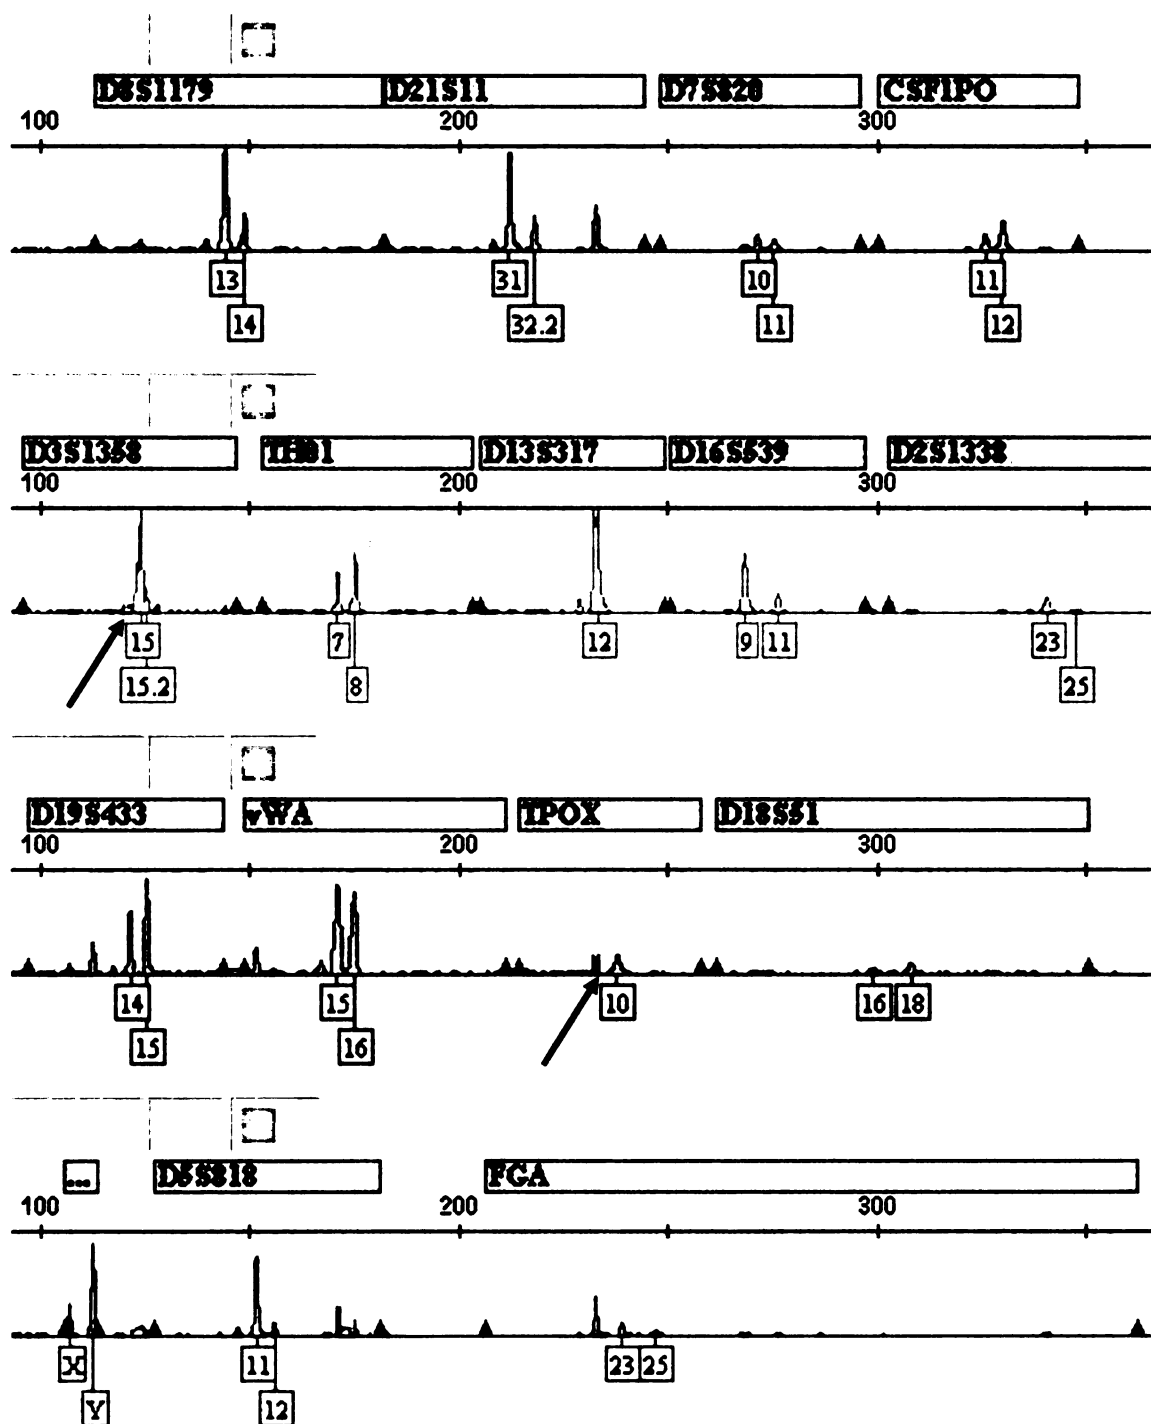 D8S1179 D21S11 D7S820 CSF1PO
100 200 300
13 31 10 11
14 32.2 11 12
D3S1358 TH01 D13S317 D16S539 D2S1338
100 200 300
15 7 12 9 11 23
15.2 8 25
D19S433 vWA TPOX D18S51
100 200 300
14 15 10 16 18
15 16
... D5S818 FGA
100 200 300
X 11 23 25
Y 12